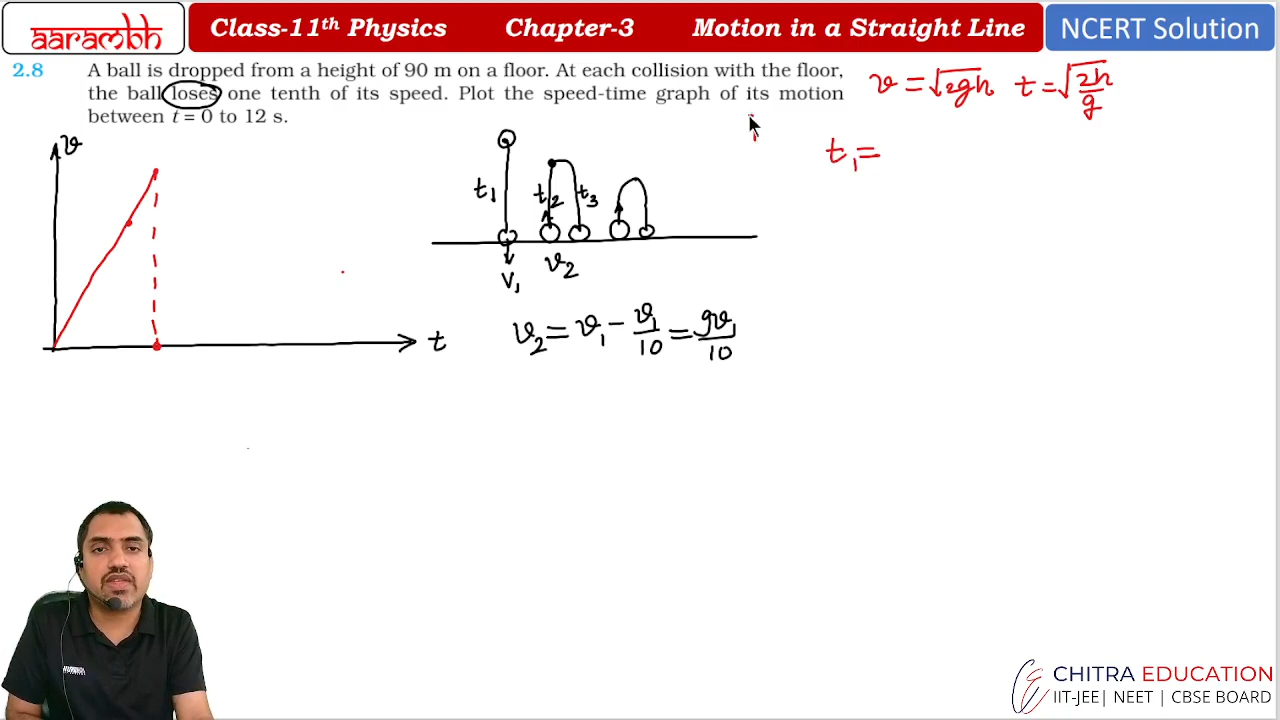 aarambh
Class-11th Physics Chapter-3 Motion in a Straight Line
NCERT Solution
2.8 A ball is dropped from a height of 90 m on a floor. At each collision with the floor,
the ball loses one tenth of its speed. Plot the speed-time graph of its motion
between t = 0 to 12 s.
v = √2gh t = √2h/g
t₁ =
v
t₁ t₂ t₃
v₁ v₂
t
v₂ = v₁ - v₁/10 = 9v₁/10
CHITRA EDUCATION
IIT-JEE| NEET | CBSE BOARD